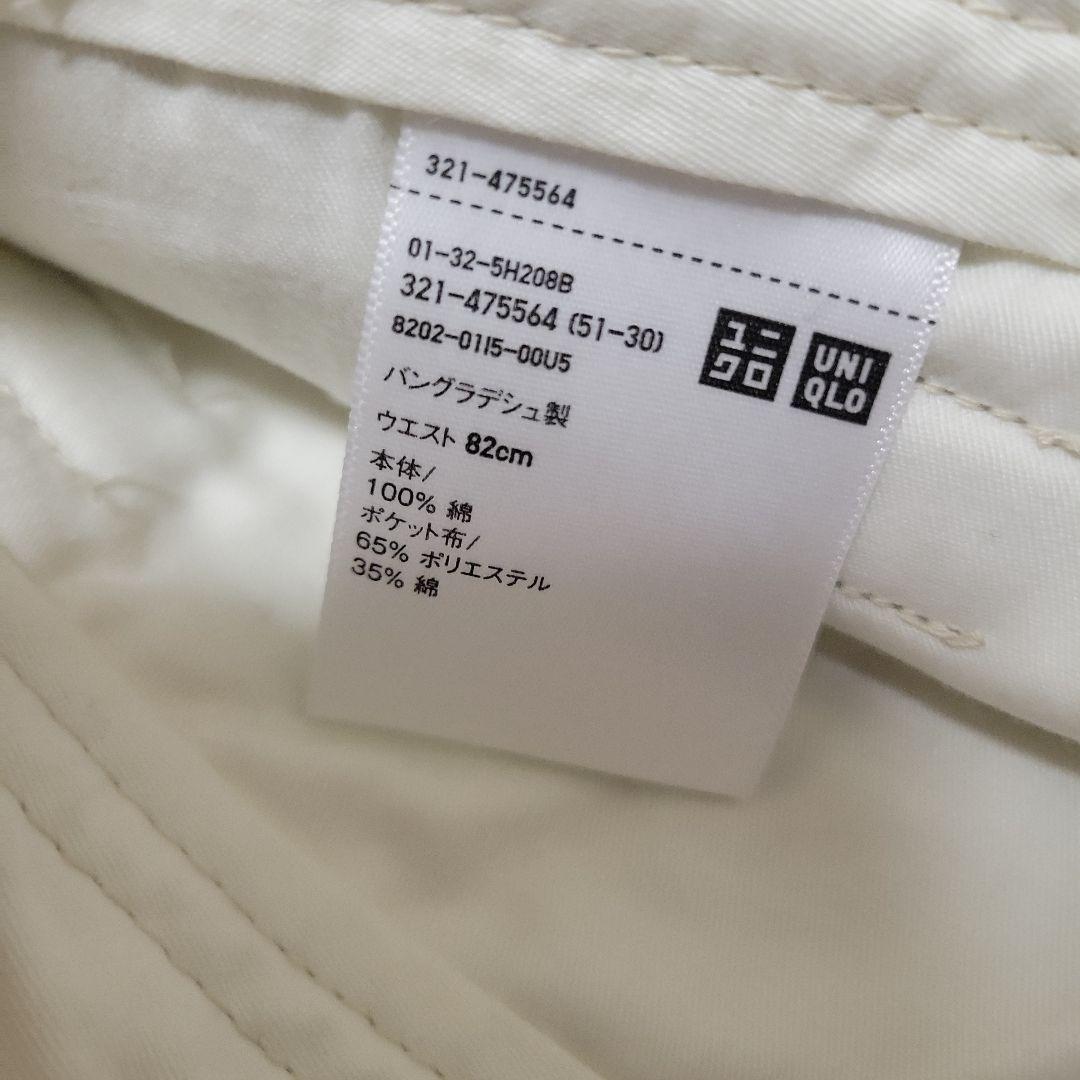 321-475564
01-32-5H208B
321-475564 (51-30)
8202-01I5-00U5
バングラデシュ製
ウエスト 82cm
本体/
100% 綿
ポケット布/
65% ポリエステル
35% 綿
ユニ
クロ
UNI
QLO